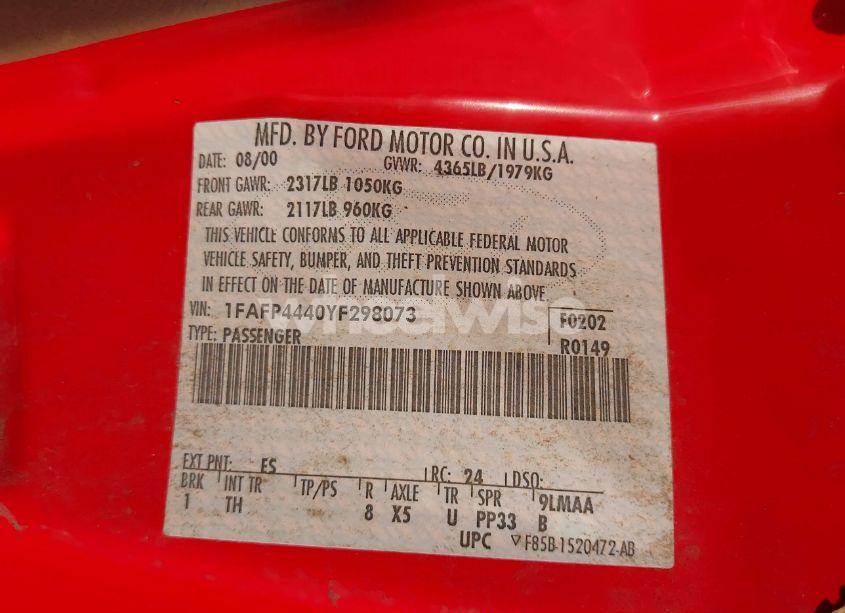 MFD. BY FORD MOTOR CO. IN U.S.A.
DATE: 08/00 GVWR: 4365LB/1979KG
FRONT GAWR: 2317LB 1050KG
REAR GAWR: 2117LB 960KG
THIS VEHICLE CONFORMS TO ALL APPLICABLE FEDERAL MOTOR
VEHICLE SAFETY, BUMPER, AND THEFT PREVENTION STANDARDS
IN EFFECT ON THE DATE OF MANUFACTURE SHOWN ABOVE.
VIN: 1FAFP4440YF298073 F0202
TYPE: PASSENGER R0149
EXT PNT: ES RC: 24 DSO:
BRK INT TR TP/PS R AXLE TR SPR 9LMAA
1 TH 8 X5 U PP33 B
UPC ▽F85B-1520472-AB